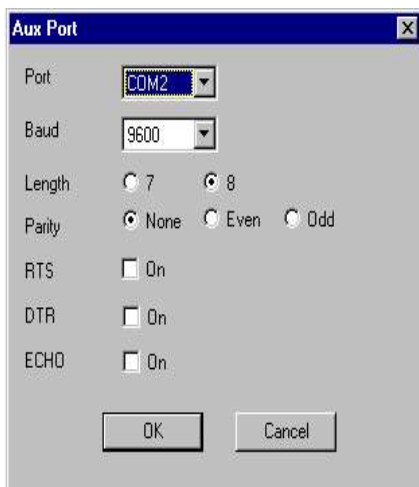 Aux Port
Port COM2
Baud 9600
Length 7 8
Parity None Even Odd
RTS On
DTR On
ECHO On
OK Cancel